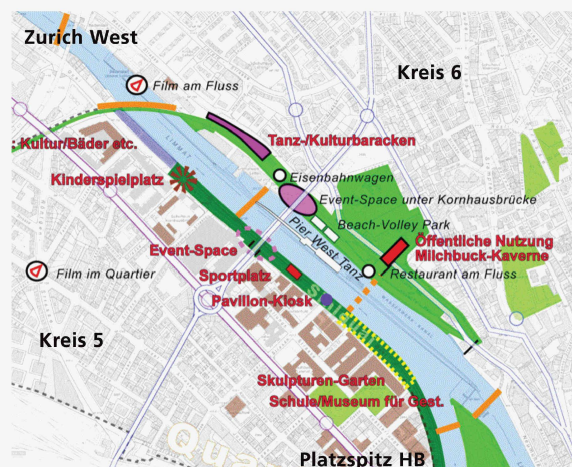 Zurich West
Kreis 6
Film am Fluss
: Kultur/Bäder etc.
LIMMAT
Tanz-/Kulturbaracken
Kinderspielplatz
Eisenbahnwagen
Event-Space unter Kornhausbrücke
Beach-Volley Park
Pier West Tanz
Event-Space
Öffentliche Nutzung
Milchbuck-Kaverne
Film im Quartier
Sportplatz
Restaurant am Fluss
Pavillon-Kiosk
Kreis 5
Skulpturen-Garten
Schule/Museum für Gest.
Platzspitz HB